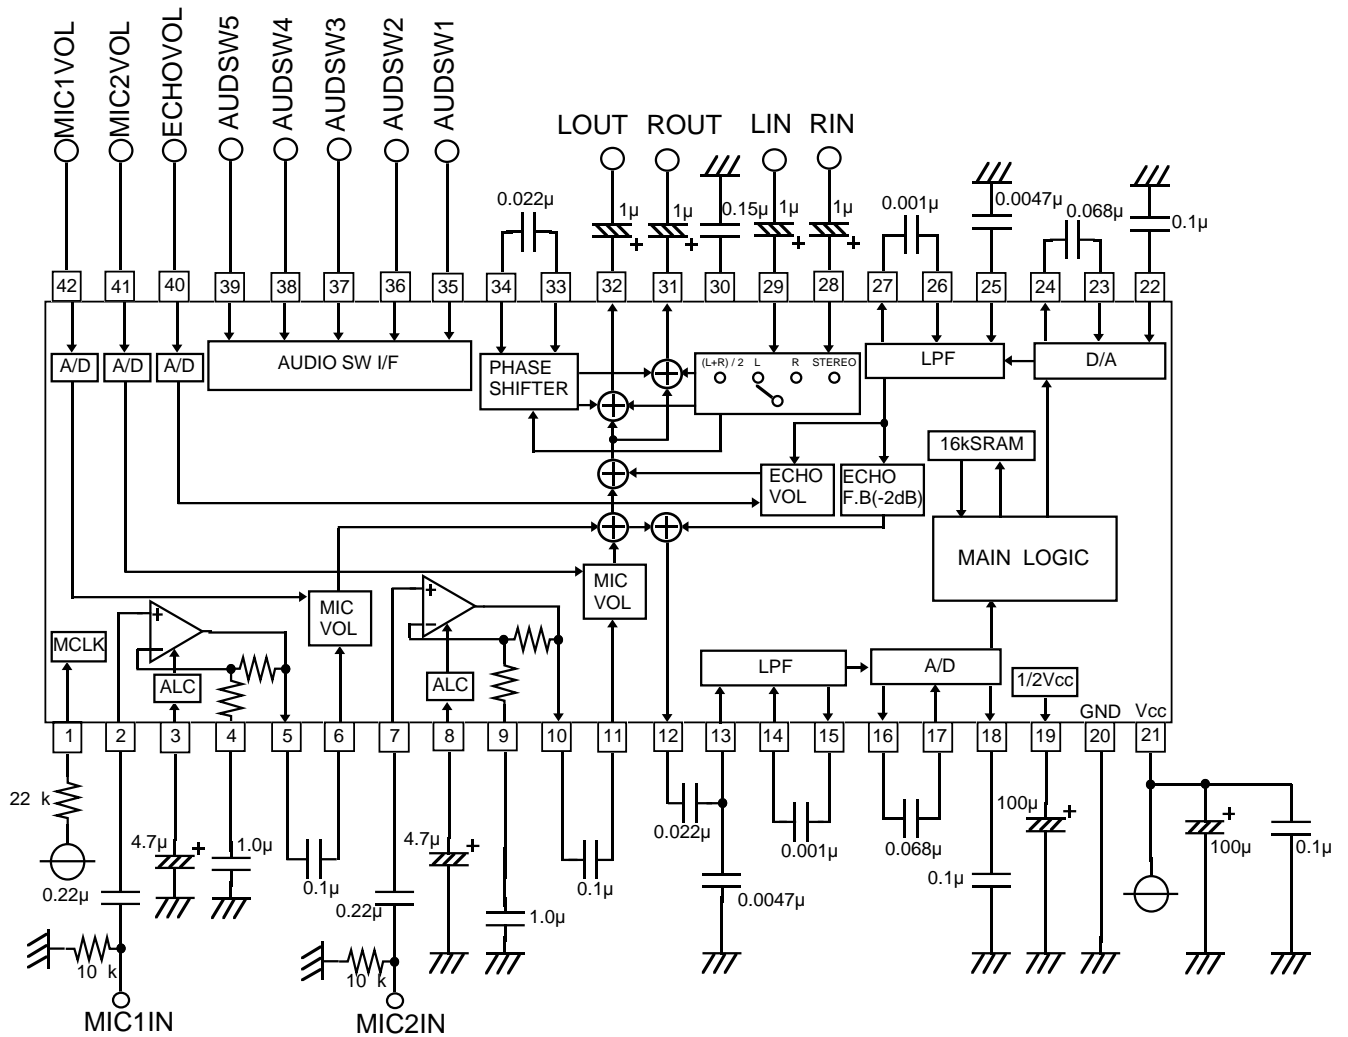 MIC1VOL
MIC2VOL
ECHOVOL
AUDSW5
AUDSW4
AUDSW3
AUDSW2
AUDSW1
LOUT ROUT LIN RIN
0.022µ
1µ
1µ
0.15µ
1µ
1µ
0.001µ
0.0047µ
0.068µ
0.1µ
42 41 40 39 38 37 36 35 34 33 32 31 30 29 28 27 26 25 24 23 22
A/D
A/D
A/D
AUDIO SW I/F
PHASE
SHIFTER
(L+R) / 2 L R STEREO
LPF
D/A
16kSRAM
ECHO
VOL
ECHO
F.B(-2dB)
MAIN LOGIC
MIC
VOL
MIC
VOL
+
−
+
−
MCLK
ALC
ALC
LPF
A/D
1/2Vcc
GND
Vcc
1 2 3 4 5 6 7 8 9 10 11 12 13 14 15 16 17 18 19 20 21
22 k
4.7µ
+
1.0µ
0.1µ
0.22µ
10 k
MIC1IN
4.7µ
+
0.22µ
1.0µ
0.1µ
10 k
MIC2IN
0.022µ
0.0047µ
0.001µ
0.068µ
0.1µ
100µ
+
100µ
+
0.1µ